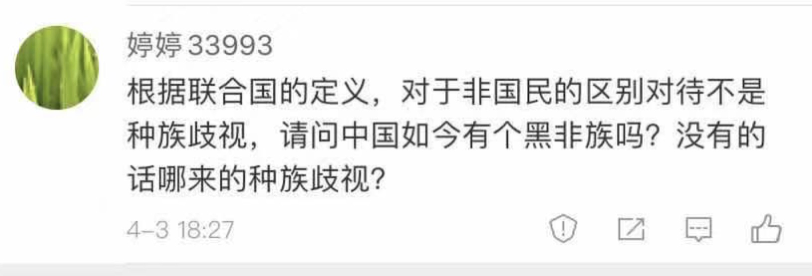 婷婷33993
根据联合国的定义，对于非国民的区别对待不是
种族歧视，请问中国如今有个黑非族吗？没有的
话哪来的种族歧视？
4-3 18:27